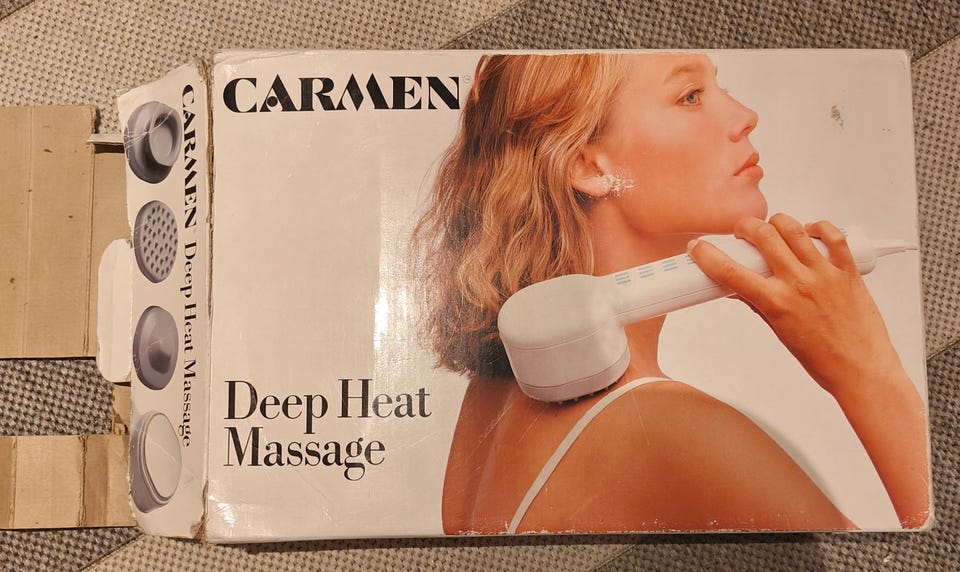 CARMEN
Deep Heat
Massage
CARMEN Deep Heat Massage